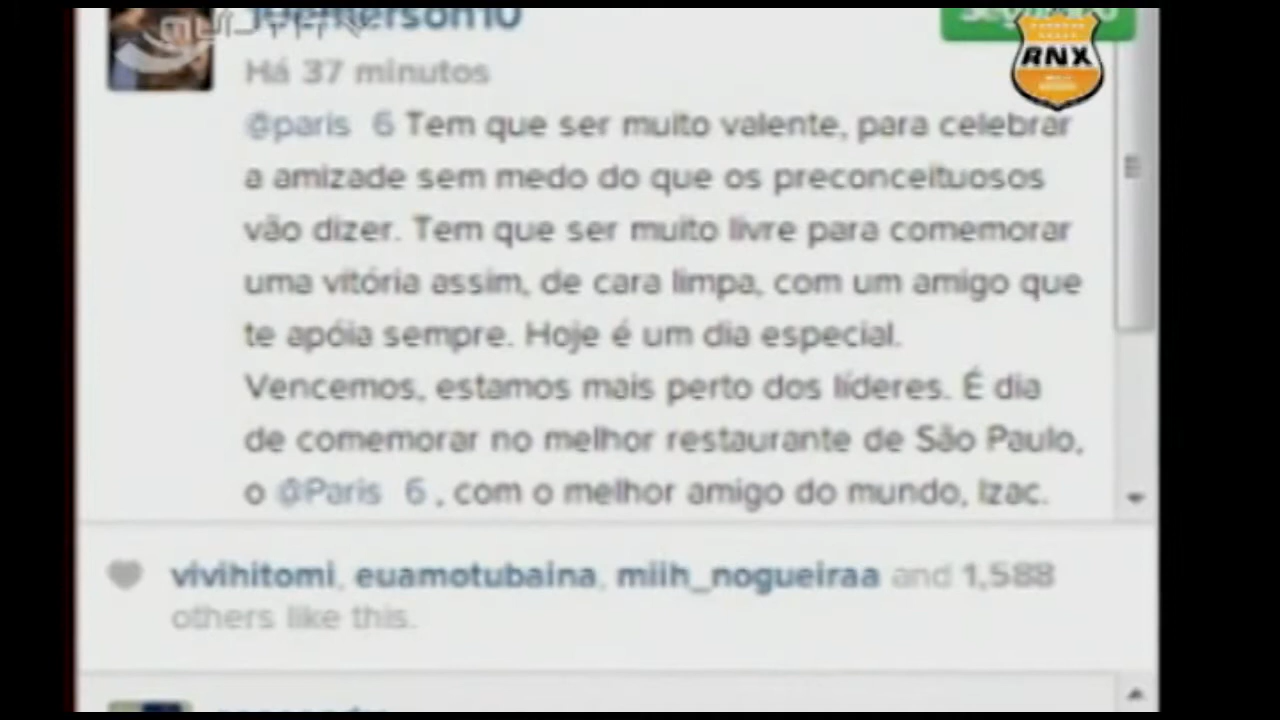 Há 37 minutos
RNX
@paris 6 Tem que ser muito valente, para celebrar
a amizade sem medo do que os preconceituosos
vão dizer. Tem que ser muito livre para comemorar
uma vitória assim, de cara limpa, com um amigo que
te apóia sempre. Hoje é um dia especial.
Vencemos, estamos mais perto dos líderes. É dia
de comemorar no melhor restaurante de São Paulo,
o @Paris 6 , com o melhor amigo do mundo, Izac.
vivihitomi, euamotubaina, miih_nogueiraa and 1,588
others like this.